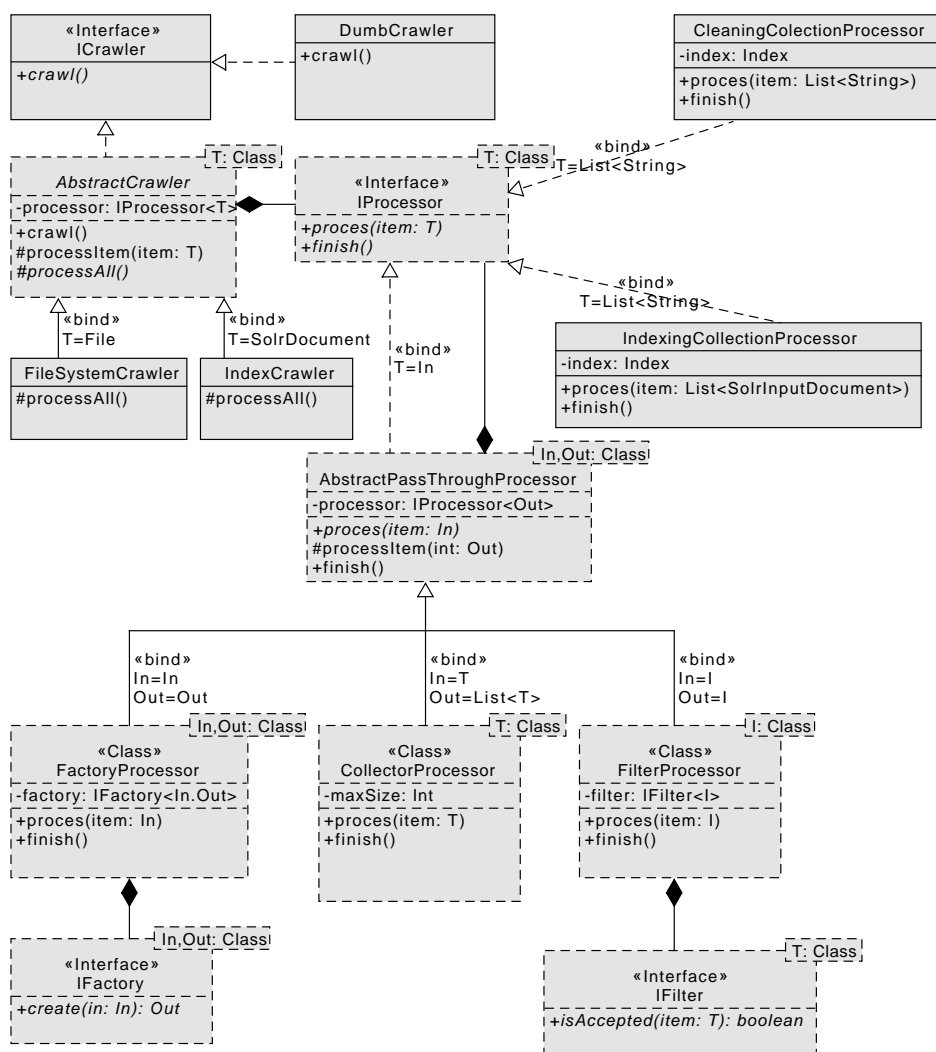 «Interface»
ICrawler
+crawl()
DumbCrawler
+crawl()
CleaningColectionProcessor
-index: Index
+proces(item: List<String>)
+finish()
«bind»
T=List<String>
T: Class
AbstractCrawler
-processor: IProcessor<T>
+crawl()
#processItem(item: T)
#processAll()
T: Class
«Interface»
IProcessor
+proces(item: T)
+finish()
«bind»
T=List<String>
«bind»
T=File
«bind»
T=SolrDocument
«bind»
T=In
IndexingCollectionProcessor
-index: Index
+proces(item: List<SolrInputDocument>)
+finish()
FileSystemCrawler
#processAll()
IndexCrawler
#processAll()
In,Out: Class
AbstractPassThroughProcessor
-processor: IProcessor<Out>
+proces(item: In)
#processItem(int: Out)
+finish()
«bind»
In=In
Out=Out
«bind»
In=T
Out=List<T>
«bind»
In=I
Out=I
In,Out: Class
«Class»
FactoryProcessor
-factory: IFactory<In.Out>
+proces(item: In)
+finish()
T: Class
«Class»
CollectorProcessor
-maxSize: Int
+proces(item: T)
+finish()
I: Class
«Class»
FilterProcessor
-filter: IFilter<I>
+proces(item: I)
+finish()
In,Out: Class
«Interface»
IFactory
+create(in: In): Out
T: Class
«Interface»
IFilter
+isAccepted(item: T): boolean